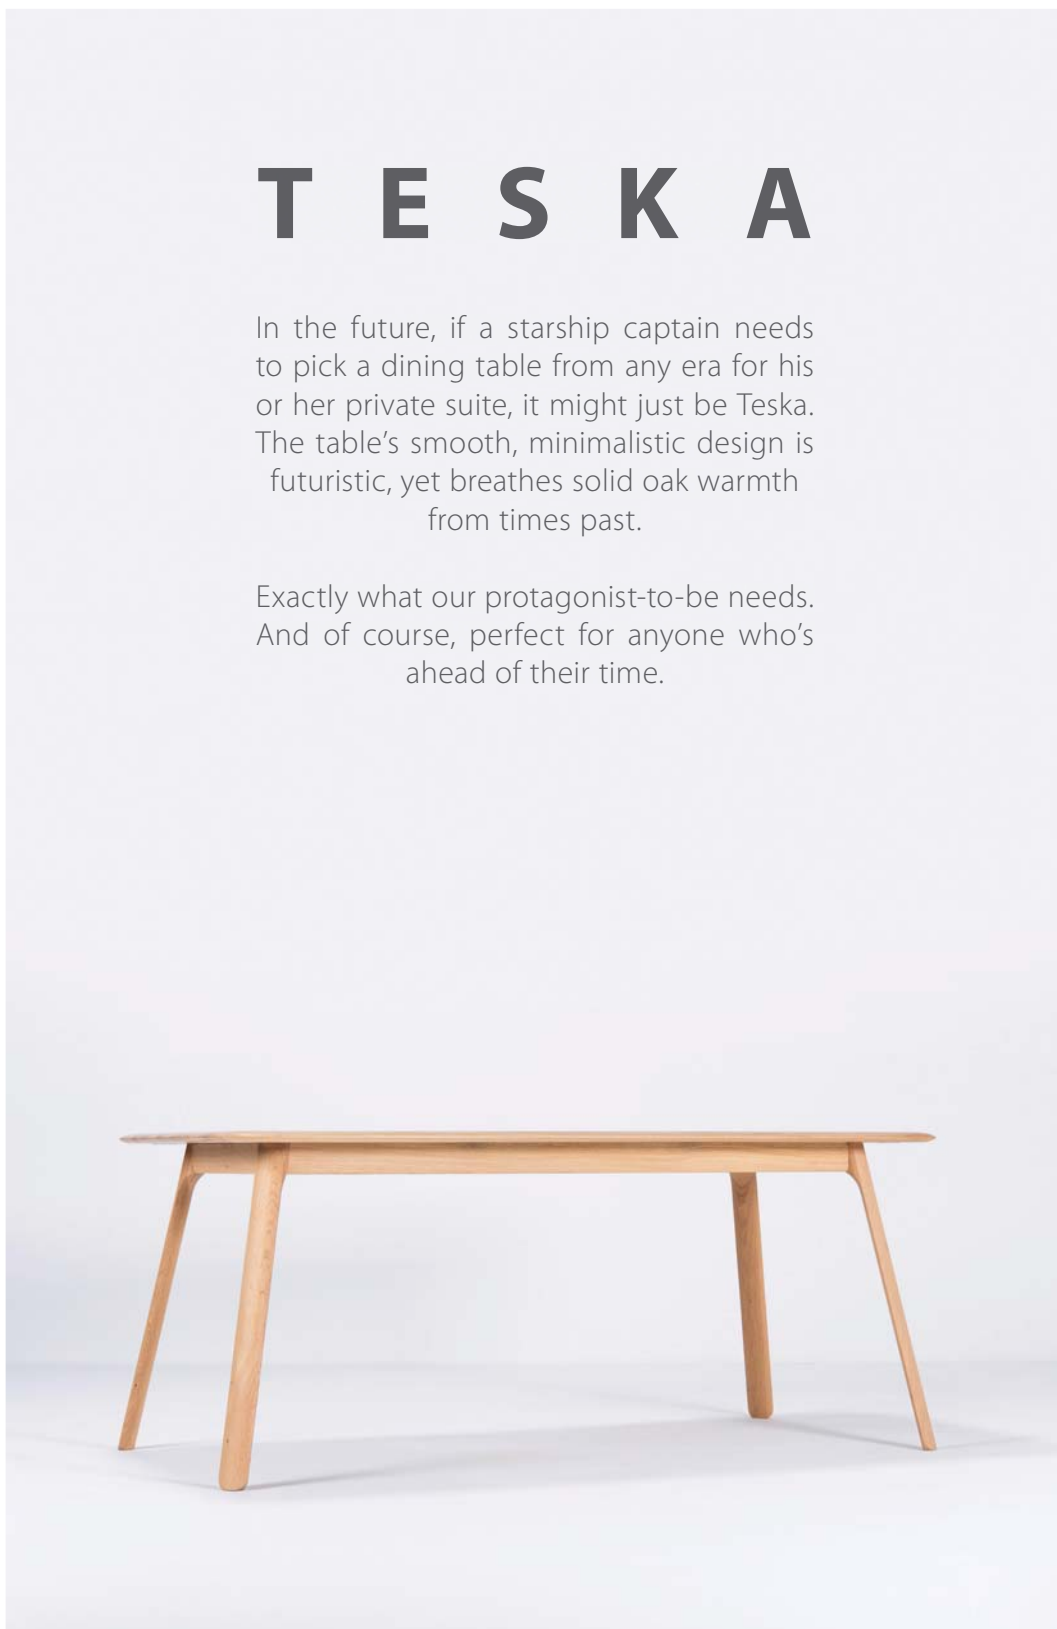 TESKA
In the future, if a starship captain needs
to pick a dining table from any era for his
or her private suite, it might just be Teska.
The table’s smooth, minimalistic design is
futuristic, yet breathes solid oak warmth
from times past.
Exactly what our protagonist-to-be needs.
And of course, perfect for anyone who’s
ahead of their time.